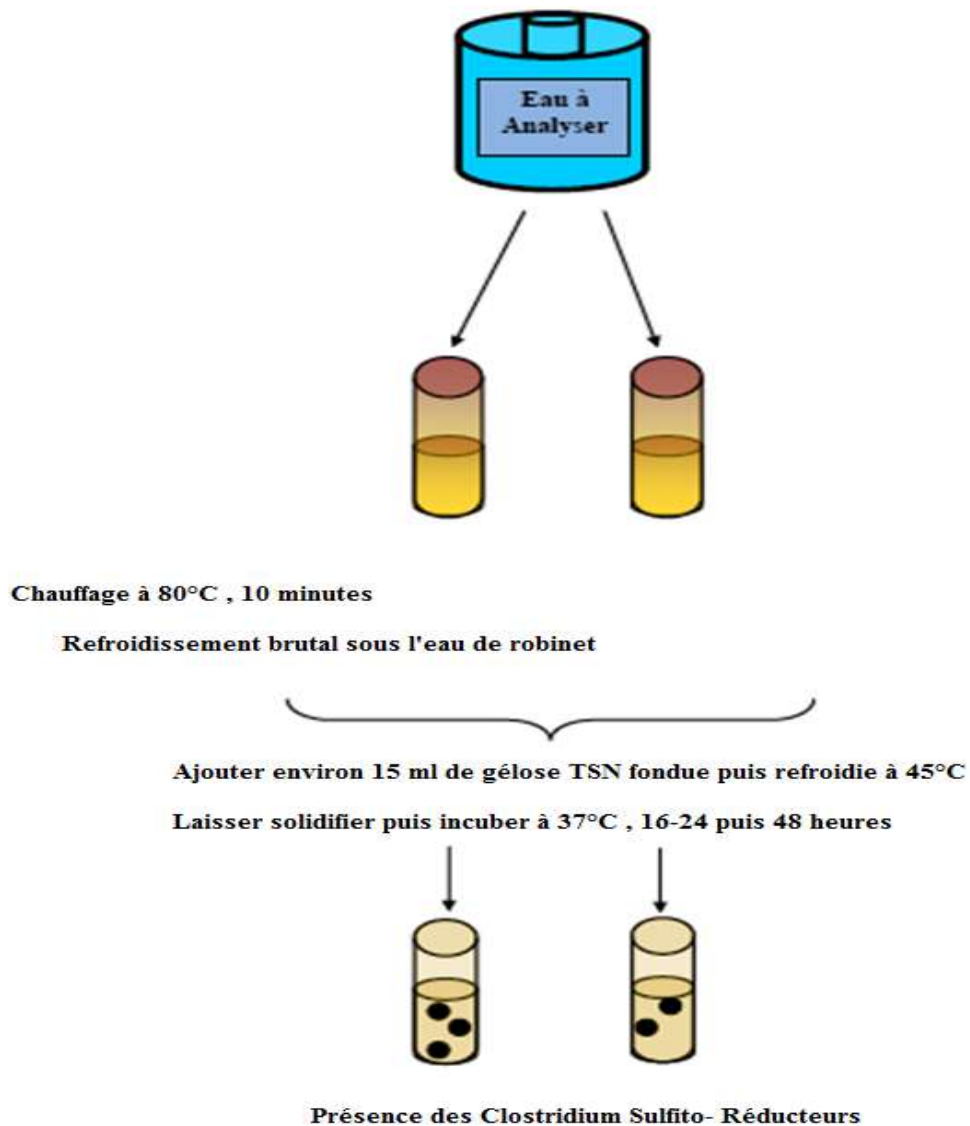 Eau à
Analyser
Chauffage à 80°C , 10 minutes
Refroidissement brutal sous l'eau de robinet
Ajouter environ 15 ml de gélose TSN fondue puis refroidie à 45°C
Laisser solidifier puis incuber à 37°C , 16-24 puis 48 heures
Présence des Clostridium Sulfito- Réducteurs